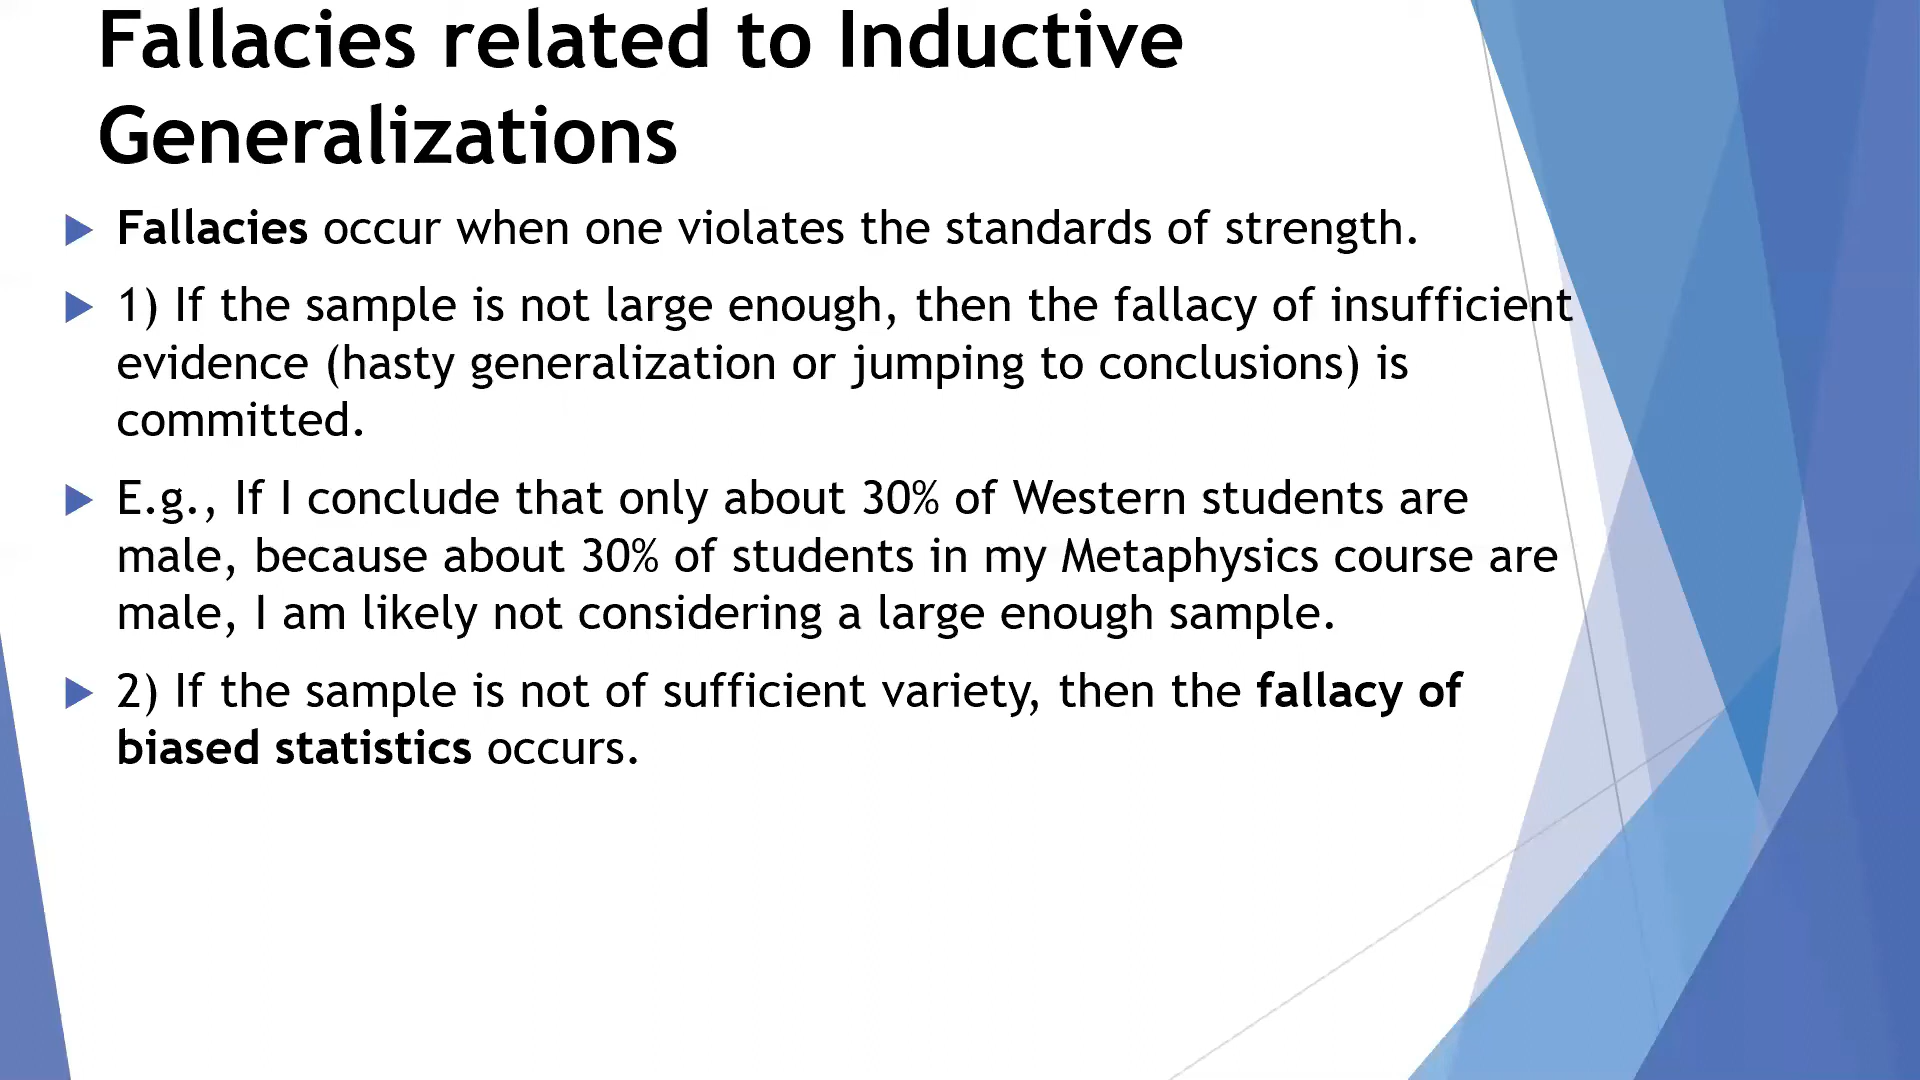 Fallacies related to Inductive
Generalizations
Fallacies occur when one violates the standards of strength.
1) If the sample is not large enough, then the fallacy of insufficient
evidence (hasty generalization or jumping to conclusions) is
committed.
E.g., If I conclude that only about 30% of Western students are
male, because about 30% of students in my Metaphysics course are
male, I am likely not considering a large enough sample.
2) If the sample is not of sufficient variety, then the fallacy of
biased statistics occurs.